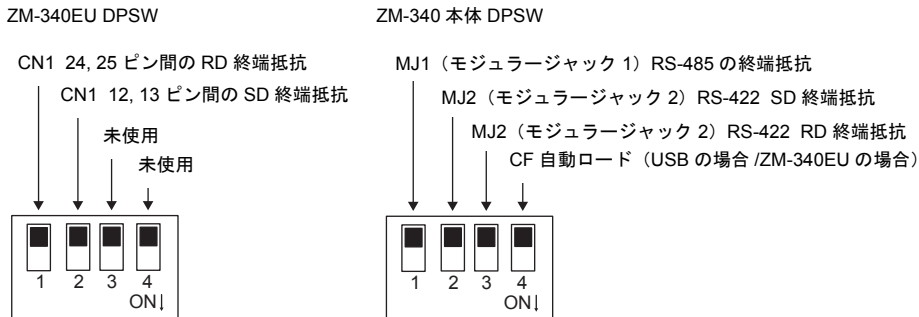 ZM-340EU DPSW
CN1 24, 25 ピン間の RD 終端抵抗
CN1 12, 13 ピン間の SD 終端抵抗
未使用
未使用
1 2 3 4
ON↓
ZM-340 本体 DPSW
MJ1（モジュラージャック 1）RS-485 の終端抵抗
MJ2（モジュラージャック 2）RS-422 SD 終端抵抗
MJ2（モジュラージャック 2）RS-422 RD 終端抵抗
CF 自動ロード（USB の場合 /ZM-340EU の場合）
1 2 3 4
ON↓